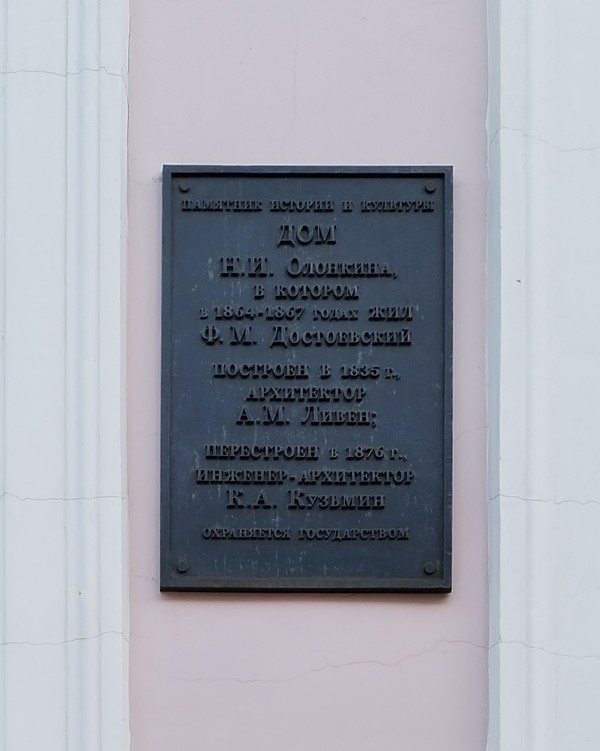 ПАМЯТНИК ИСТОРИИ И КУЛЬТУРЫ
ДОМ
Н.И. ОЛОНКИНА,
В КОТОРОМ
в 1864-1867 годах ЖИЛ
Ф.М. ДОСТОЕВСКИЙ
ПОСТРОЕН В 1835 г.,
АРХИТЕКТОР
А.М. ЛИВЕН;
ПЕРЕСТРОЕН в 1876 г.,
ИНЖЕНЕР-АРХИТЕКТОР
К.А. КУЗЬМИН
ОХРАНЯЕТСЯ ГОСУДАРСТВОМ